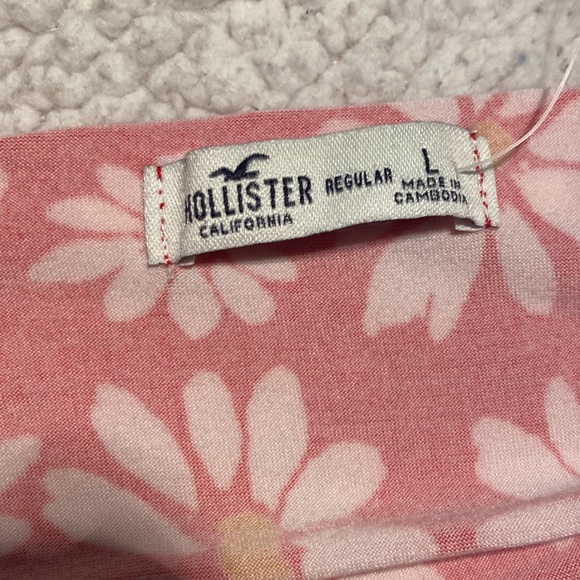 HOLLISTER
CALIFORNIA
REGULAR
L
MADE IN
CAMBODIA